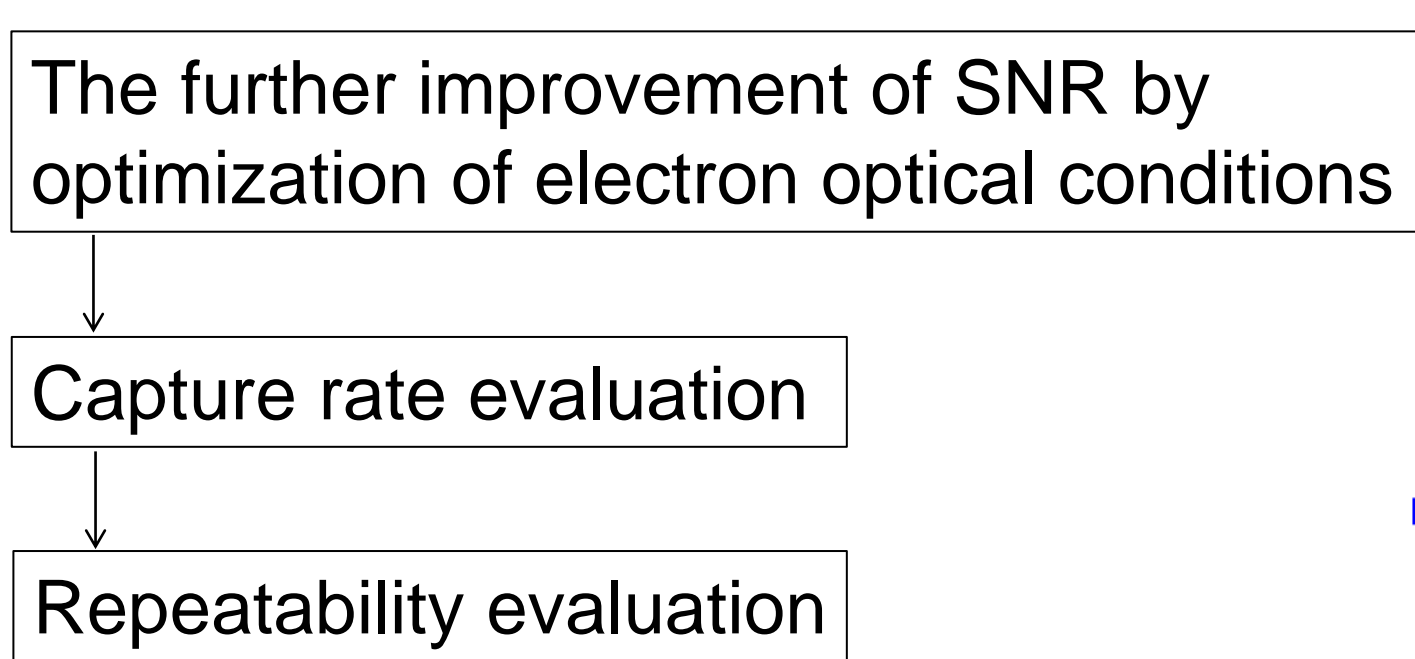 The further improvement of SNR by
optimization of electron optical conditions
Capture rate evaluation
Repeatability evaluation